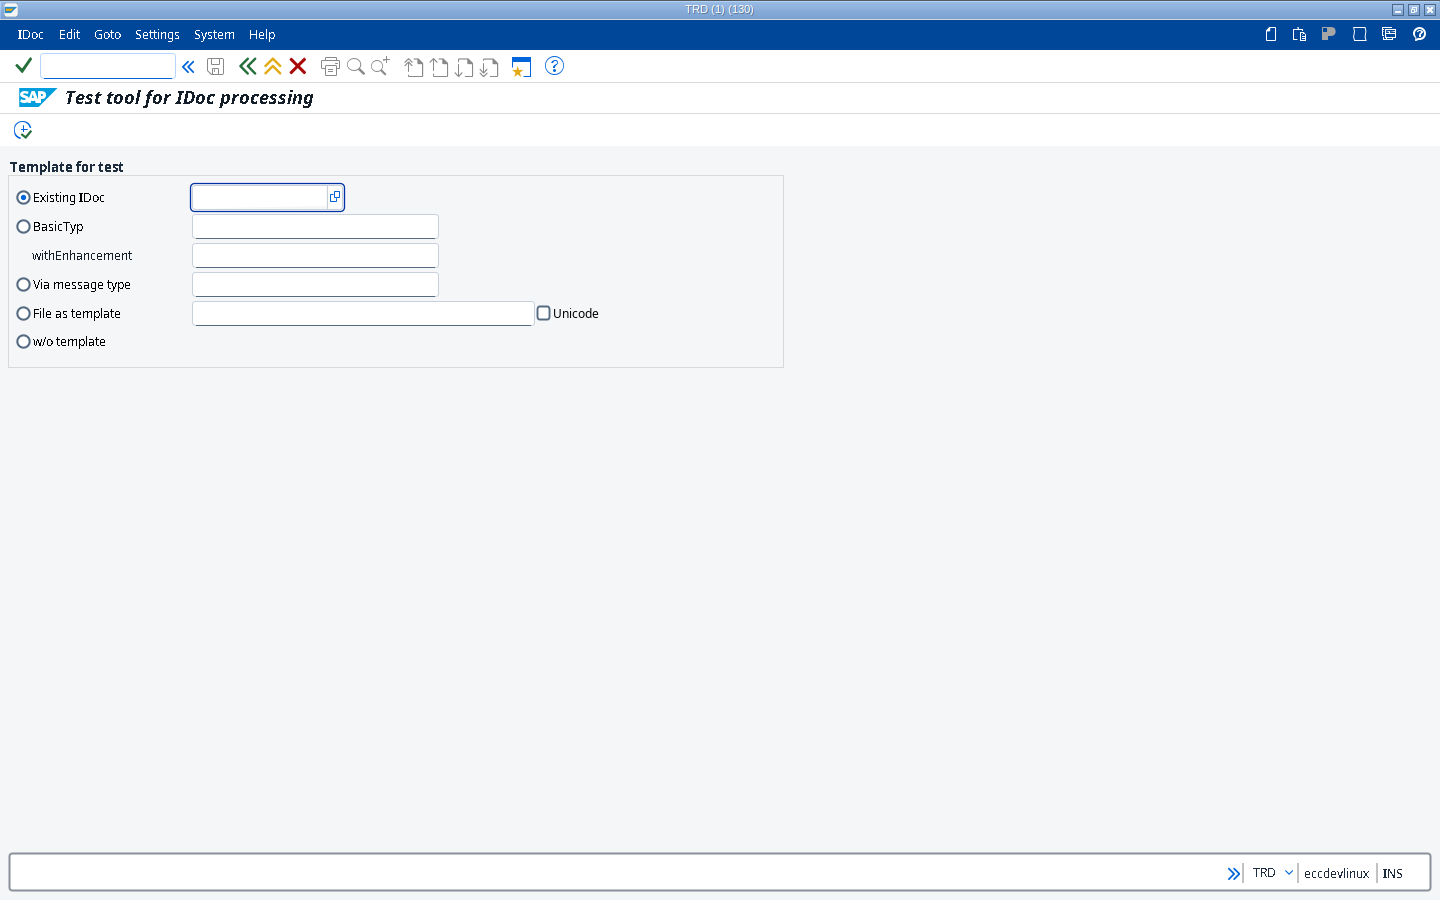 TRD (1) (130)
IDoc Edit Goto Settings System Help
SAP Test tool for IDoc processing
Template for test
Existing IDoc
BasicTyp
withEnhancement
Via message type
File as template Unicode
w/o template
TRD eccdevlinux INS